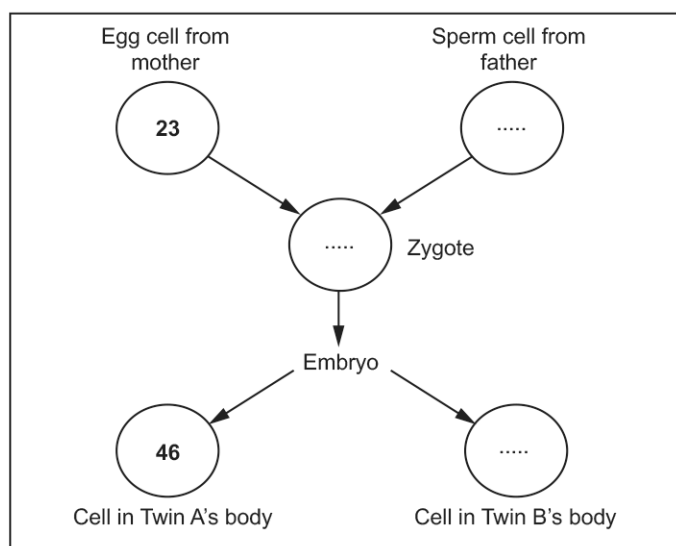 Egg cell from
mother
Sperm cell from
father
23
.....
.....
Zygote
Embryo
46
.....
Cell in Twin A’s body
Cell in Twin B’s body